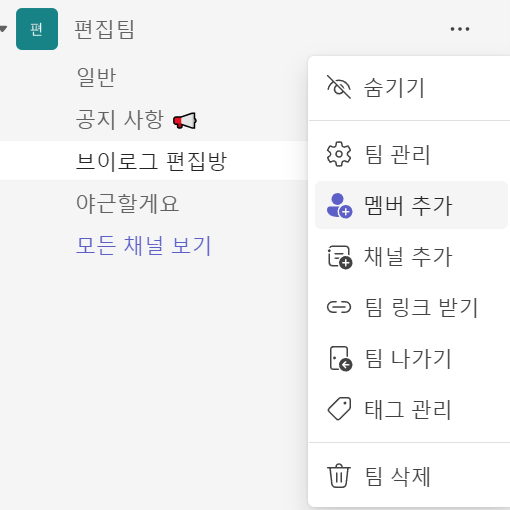 편 편집팀
일반
공지 사항
브이로그 편집방
야근할게요
모든 채널 보기
숨기기
팀 관리
멤버 추가
채널 추가
팀 링크 받기
팀 나가기
태그 관리
팀 삭제